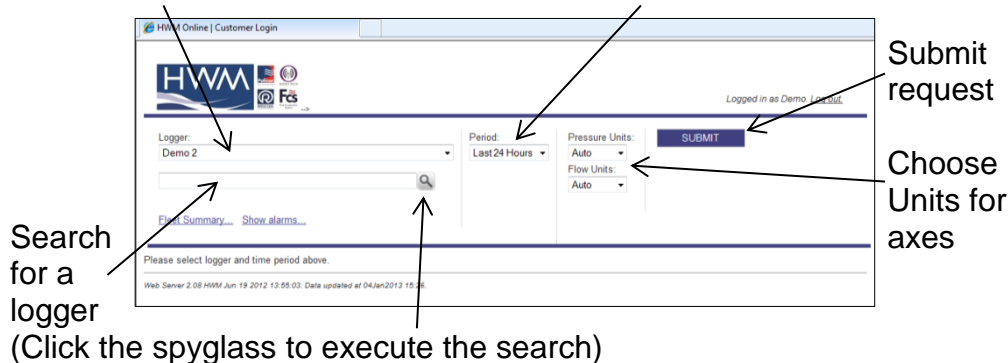 HWM Online | Customer Login
HWM
Fcs
Logged in as Demo. Log out.
Logger:
Demo 2
Period:
Last 24 Hours
Pressure Units:
Auto
Flow Units:
Auto
SUBMIT
Fleet Summary... Show alarms...
Please select logger and time period above.
Web Server 2.08 HWM Jun 19 2012 13:55:03. Data updated at 04Jan2013 15:26.
Submit
request
Choose
Units for
axes
Search
for a
logger
(Click the spyglass to execute the search)